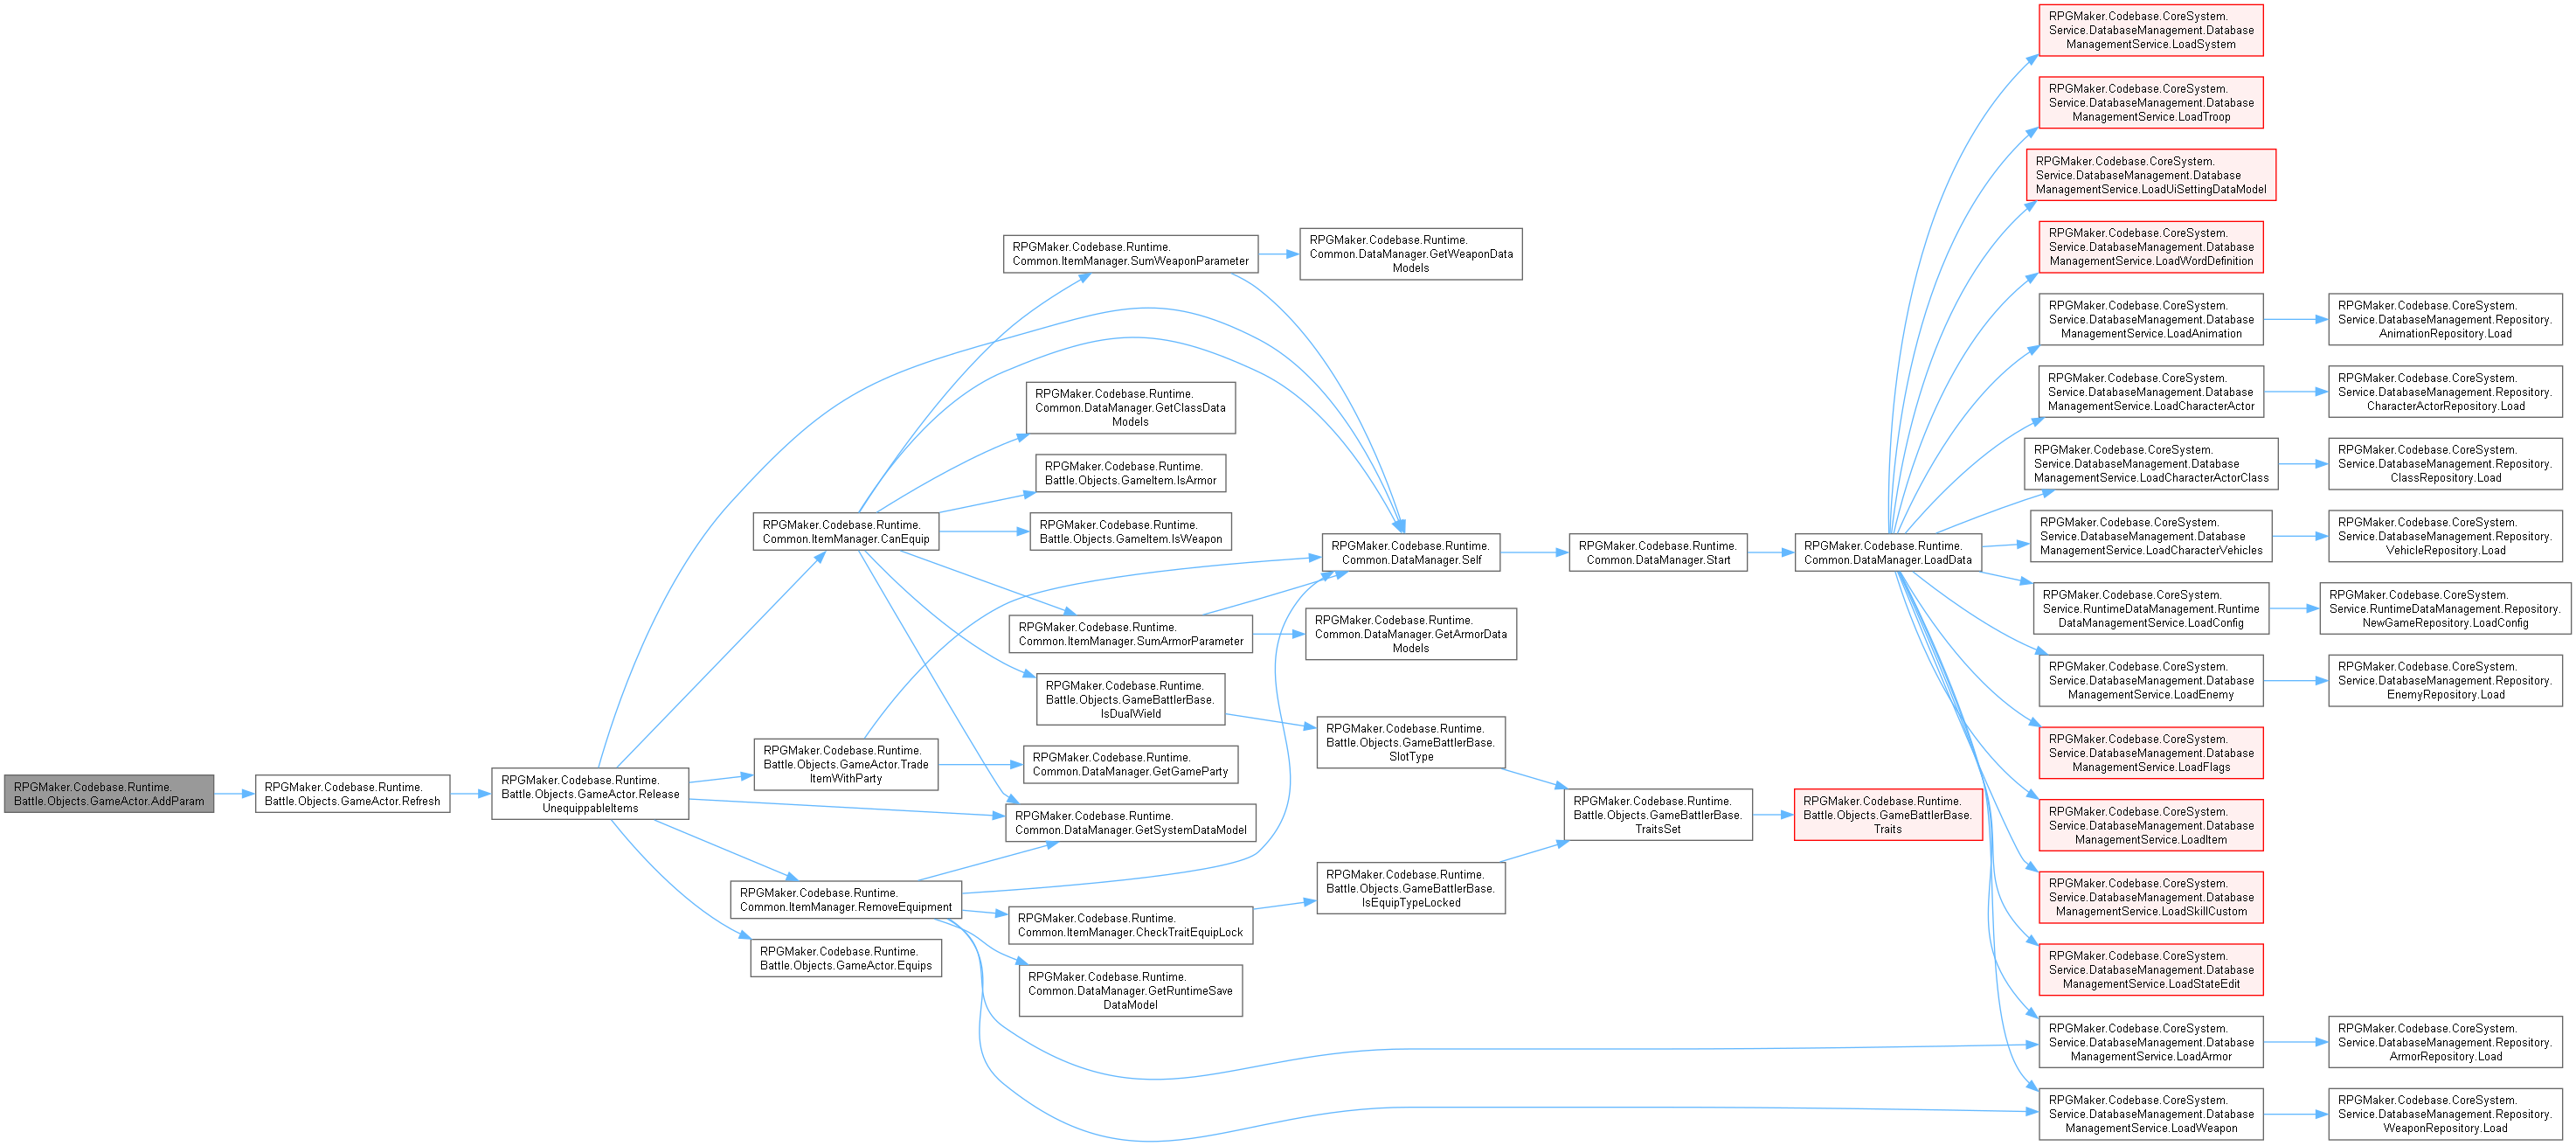 RPGMaker.Codebase.Runtime.
Battle.Objects.GameActor.AddParam
RPGMaker.Codebase.Runtime.
Battle.Objects.GameActor.Refresh
RPGMaker.Codebase.Runtime.
Battle.Objects.GameActor.Release
UnequippableItems
RPGMaker.Codebase.Runtime.
Common.ItemManager.CanEquip
RPGMaker.Codebase.Runtime.
Battle.Objects.GameActor.Trade
ItemWithParty
RPGMaker.Codebase.Runtime.
Common.ItemManager.RemoveEquipment
RPGMaker.Codebase.Runtime.
Battle.Objects.GameActor.Equips
RPGMaker.Codebase.Runtime.
Common.ItemManager.SumWeaponParameter
RPGMaker.Codebase.Runtime.
Common.DataManager.GetClassData
Models
RPGMaker.Codebase.Runtime.
Battle.Objects.GameItem.IsArmor
RPGMaker.Codebase.Runtime.
Battle.Objects.GameItem.IsWeapon
RPGMaker.Codebase.Runtime.
Common.ItemManager.SumArmorParameter
RPGMaker.Codebase.Runtime.
Battle.Objects.GameBattlerBase.
IsDualWield
RPGMaker.Codebase.Runtime.
Common.DataManager.GetGameParty
RPGMaker.Codebase.Runtime.
Common.DataManager.GetSystemDataModel
RPGMaker.Codebase.Runtime.
Common.ItemManager.CheckTraitEquipLock
RPGMaker.Codebase.Runtime.
Common.DataManager.GetRuntimeSave
DataModel
RPGMaker.Codebase.Runtime.
Common.DataManager.GetWeaponData
Models
RPGMaker.Codebase.Runtime.
Common.DataManager.Self
RPGMaker.Codebase.Runtime.
Common.DataManager.GetArmorData
Models
RPGMaker.Codebase.Runtime.
Battle.Objects.GameBattlerBase.
SlotType
RPGMaker.Codebase.Runtime.
Battle.Objects.GameBattlerBase.
IsEquipTypeLocked
RPGMaker.Codebase.Runtime.
Common.DataManager.Start
RPGMaker.Codebase.Runtime.
Battle.Objects.GameBattlerBase.
TraitsSet
RPGMaker.Codebase.Runtime.
Common.DataManager.LoadData
RPGMaker.Codebase.Runtime.
Battle.Objects.GameBattlerBase.
Traits
RPGMaker.Codebase.CoreSystem.
Service.DatabaseManagement.Database
ManagementService.LoadSystem
RPGMaker.Codebase.CoreSystem.
Service.DatabaseManagement.Database
ManagementService.LoadTroop
RPGMaker.Codebase.CoreSystem.
Service.DatabaseManagement.Database
ManagementService.LoadUiSettingDataModel
RPGMaker.Codebase.CoreSystem.
Service.DatabaseManagement.Database
ManagementService.LoadWordDefinition
RPGMaker.Codebase.CoreSystem.
Service.DatabaseManagement.Database
ManagementService.LoadAnimation
RPGMaker.Codebase.CoreSystem.
Service.DatabaseManagement.Database
ManagementService.LoadCharacterActor
RPGMaker.Codebase.CoreSystem.
Service.DatabaseManagement.Database
ManagementService.LoadCharacterActorClass
RPGMaker.Codebase.CoreSystem.
Service.DatabaseManagement.Database
ManagementService.LoadCharacterVehicles
RPGMaker.Codebase.CoreSystem.
Service.RuntimeDataManagement.Runtime
DataManagementService.LoadConfig
RPGMaker.Codebase.CoreSystem.
Service.DatabaseManagement.Database
ManagementService.LoadEnemy
RPGMaker.Codebase.CoreSystem.
Service.DatabaseManagement.Database
ManagementService.LoadFlags
RPGMaker.Codebase.CoreSystem.
Service.DatabaseManagement.Database
ManagementService.LoadItem
RPGMaker.Codebase.CoreSystem.
Service.DatabaseManagement.Database
ManagementService.LoadSkillCustom
RPGMaker.Codebase.CoreSystem.
Service.DatabaseManagement.Database
ManagementService.LoadStateEdit
RPGMaker.Codebase.CoreSystem.
Service.DatabaseManagement.Database
ManagementService.LoadArmor
RPGMaker.Codebase.CoreSystem.
Service.DatabaseManagement.Database
ManagementService.LoadWeapon
RPGMaker.Codebase.CoreSystem.
Service.DatabaseManagement.Repository.
AnimationRepository.Load
RPGMaker.Codebase.CoreSystem.
Service.DatabaseManagement.Repository.
CharacterActorRepository.Load
RPGMaker.Codebase.CoreSystem.
Service.DatabaseManagement.Repository.
ClassRepository.Load
RPGMaker.Codebase.CoreSystem.
Service.DatabaseManagement.Repository.
VehicleRepository.Load
RPGMaker.Codebase.CoreSystem.
Service.RuntimeDataManagement.Repository.
NewGameRepository.LoadConfig
RPGMaker.Codebase.CoreSystem.
Service.DatabaseManagement.Repository.
EnemyRepository.Load
RPGMaker.Codebase.CoreSystem.
Service.DatabaseManagement.Repository.
ArmorRepository.Load
RPGMaker.Codebase.CoreSystem.
Service.DatabaseManagement.Repository.
WeaponRepository.Load